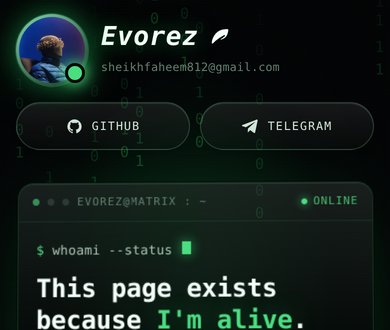 Evorez
sheikhfaheem812@gmail.com
GITHUB
TELEGRAM
EVOREZ@MATRIX : ~
ONLINE
$ whoami --status
This page exists
because I'm alive.